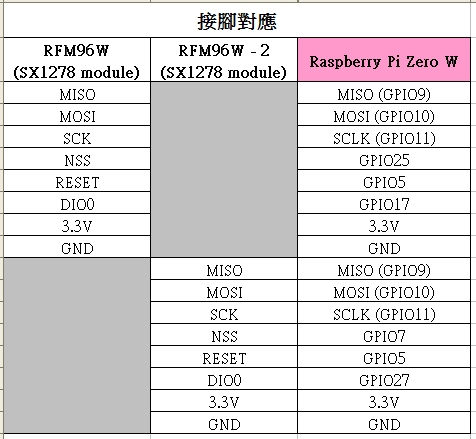 接腳對應
RFM96W (SX1278 module) RFM96W - 2 (SX1278 module) Raspberry Pi Zero W
MISO MISO (GPIO9)
MOSI MOSI (GPIO10)
SCK SCLK (GPIO11)
NSS GPIO25
RESET GPIO5
DIO0 GPIO17
3.3V 3.3V
GND GND
MISO MISO (GPIO9)
MOSI MOSI (GPIO10)
SCK SCLK (GPIO11)
NSS GPIO7
RESET GPIO5
DIO0 GPIO27
3.3V 3.3V
GND GND